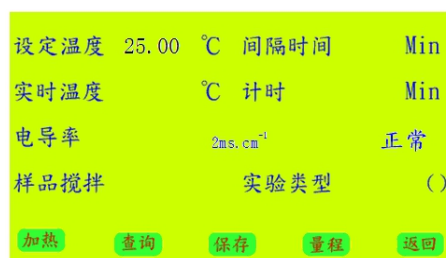 设定温度 25.00 ℃ 间隔时间 Min
实时温度 ℃ 计时 Min
电导率 2ms.cm⁻¹ 正常
样品搅拌 实验类型 ()
加热 查询 保存 量程 返回